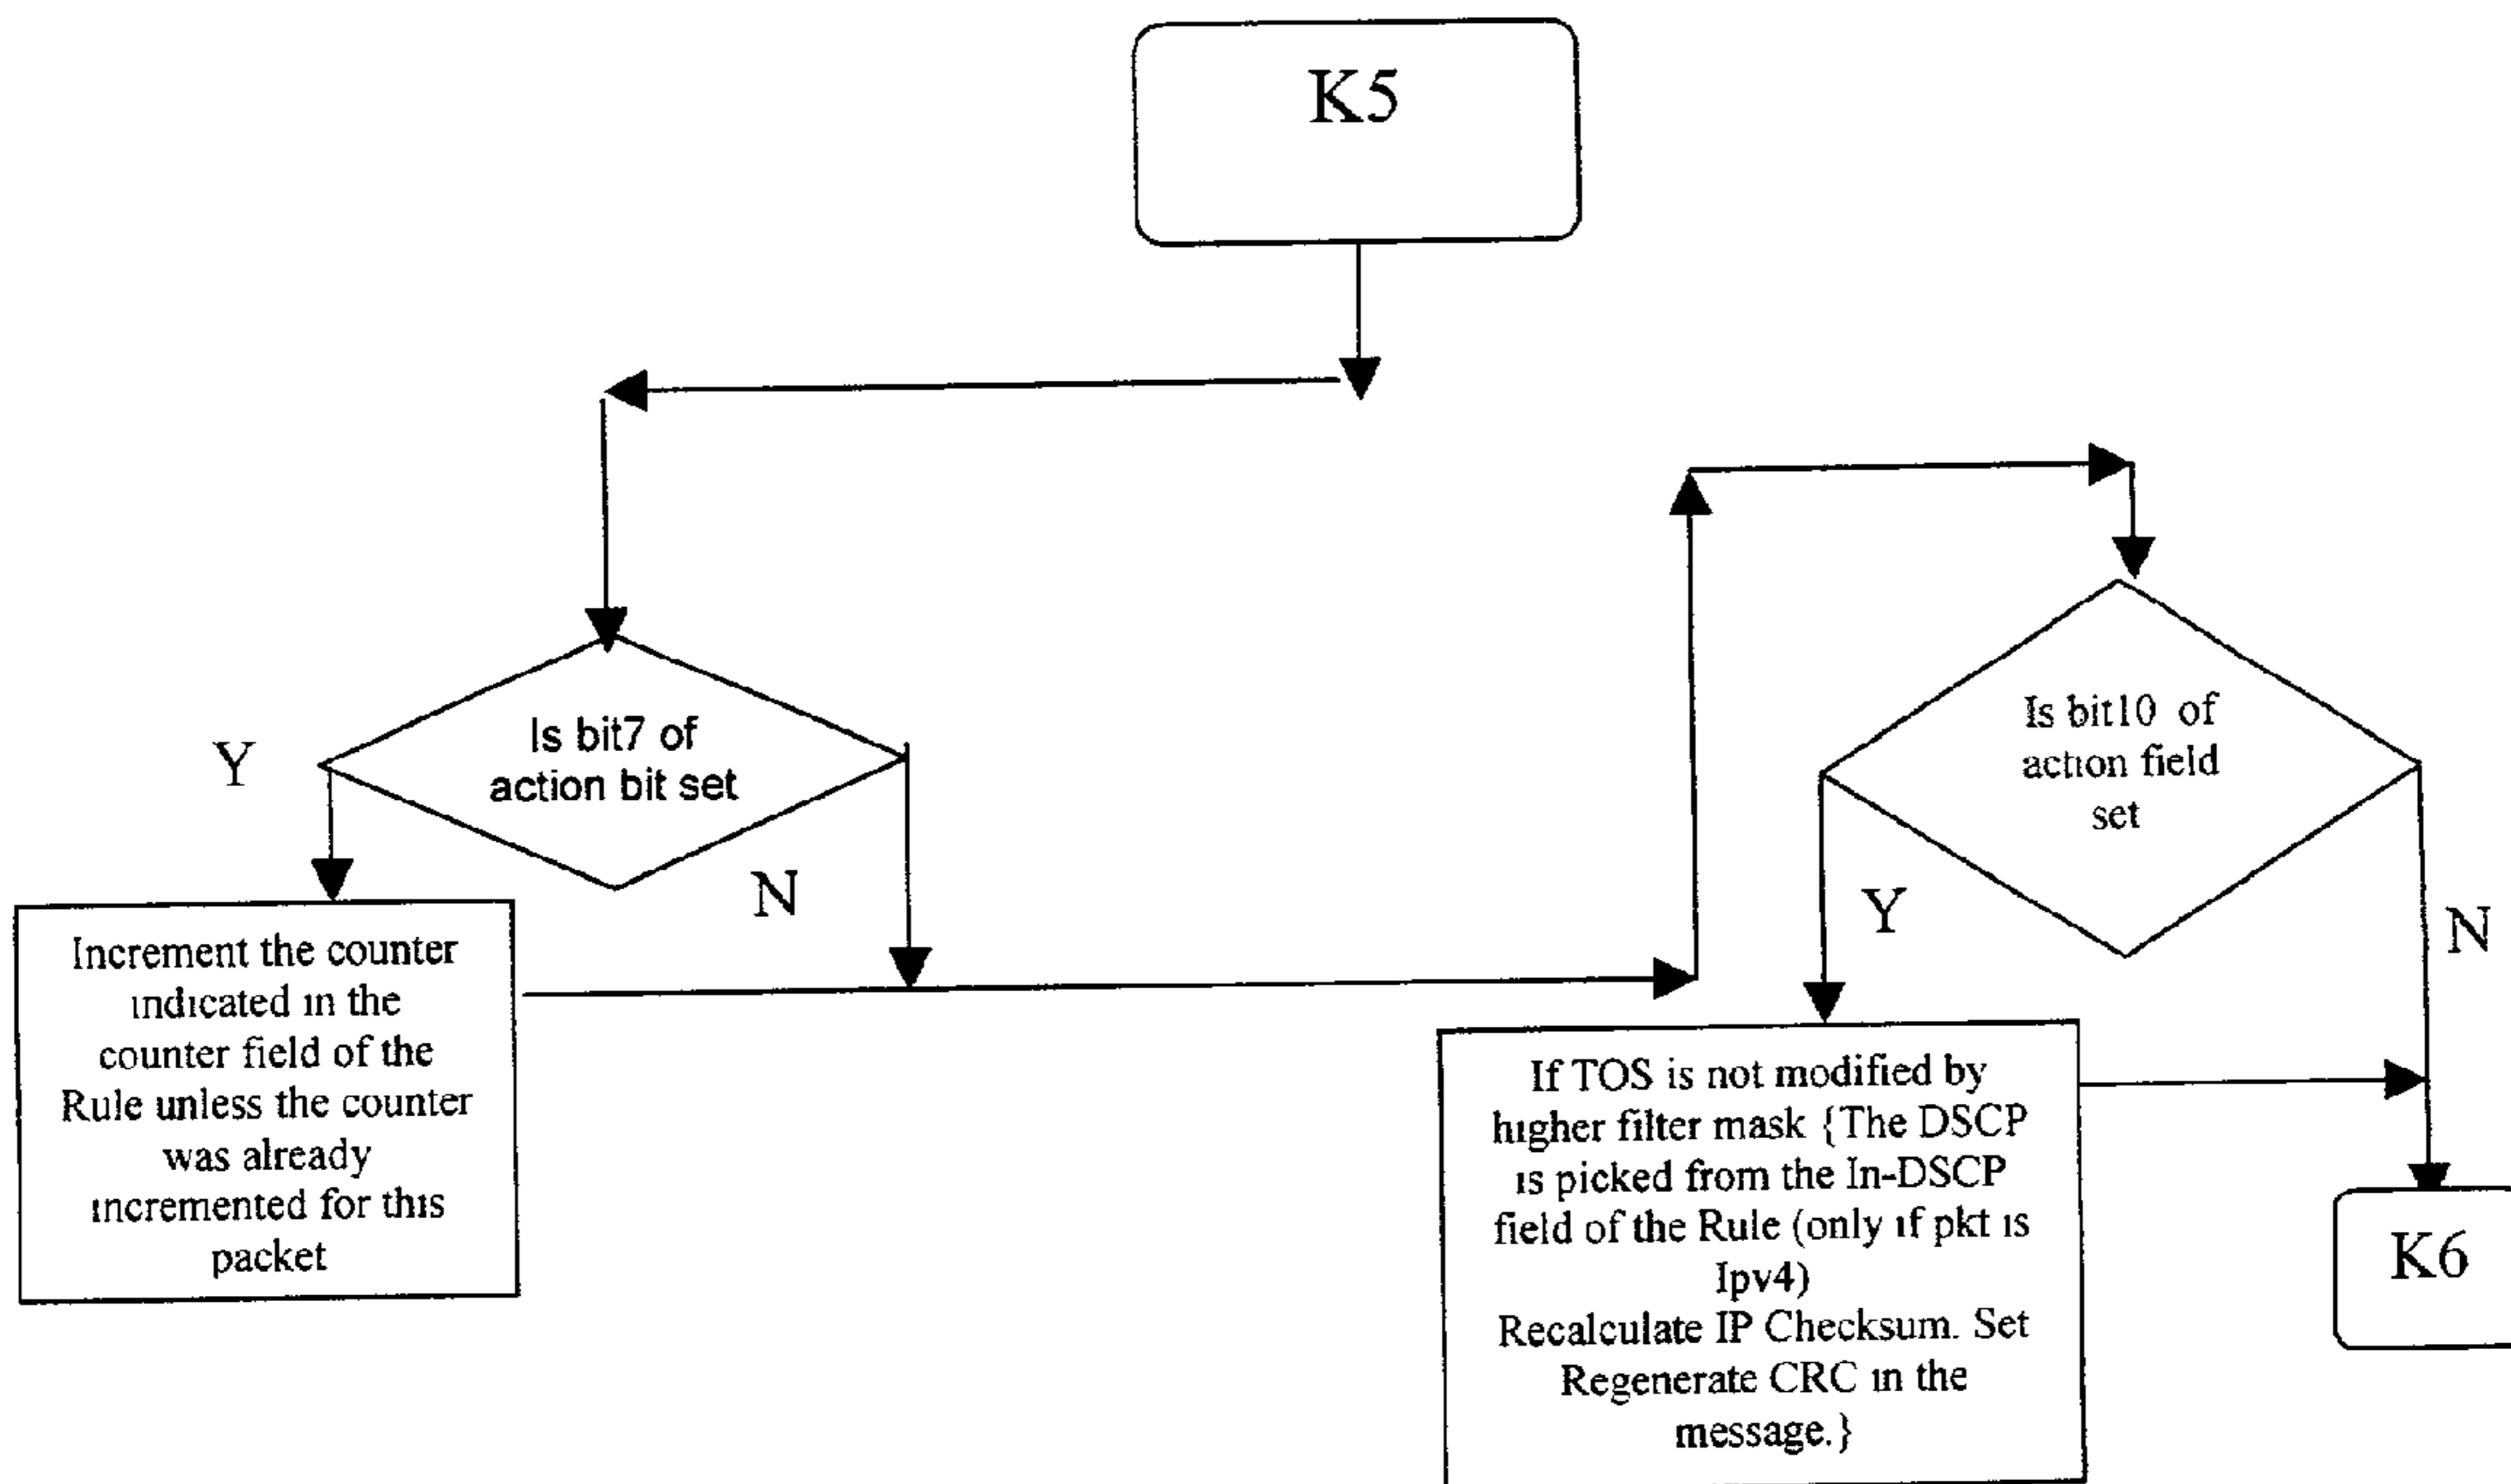 K5
Is bit7 of
action bit set
Y
N
Increment the counter
indicated in the
counter field of the
Rule unless the counter
was already
incremented for this
packet
Is bit10 of
action field
set
Y
N
If TOS is not modified by
higher filter mask {The DSCP
is picked from the In-DSCP
field of the Rule (only if pkt is
Ipv4)
Recalculate IP Checksum. Set
Regenerate CRC in the
message.}
K6